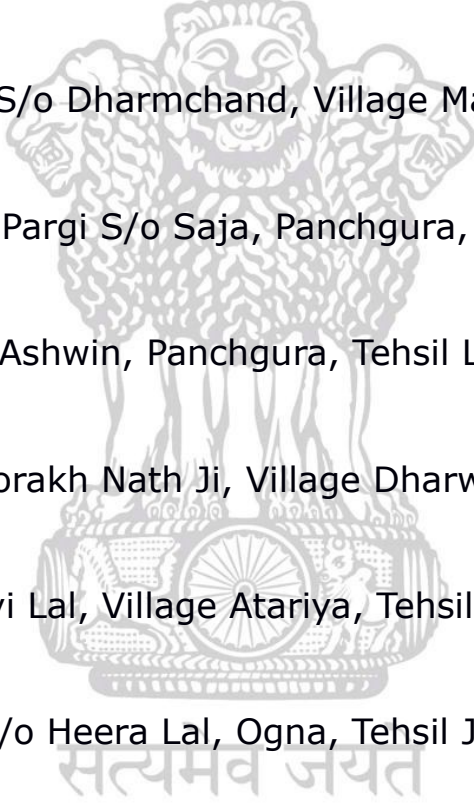 S/o Dharmchand, Village Ma
Pargi S/o Saja, Panchgura,
Ashwin, Panchgura, Tehsil L
orakh Nath Ji, Village Dharw
vi Lal, Village Atariya, Tehsil
/o Heera Lal, Ogna, Tehsil J
सत्यमेव जयते